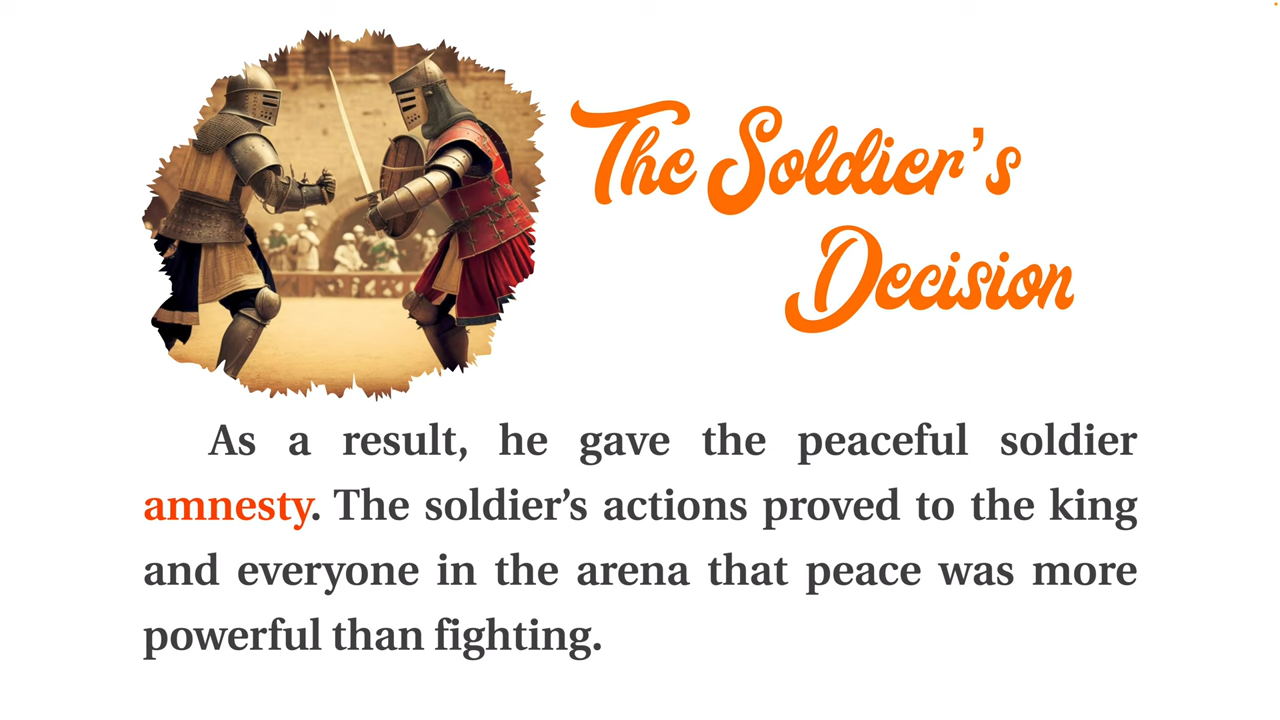 The Soldier’s
Decision
As a result, he gave the peaceful soldier
amnesty. The soldier’s actions proved to the king
and everyone in the arena that peace was more
powerful than fighting.